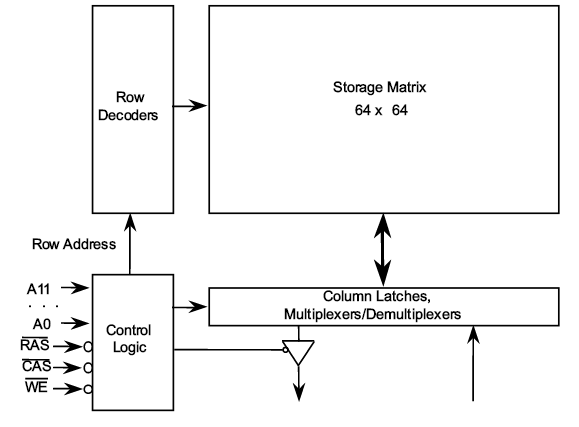 Row
Decoders
Storage Matrix
64 x 64
Row Address
A11
. . .
A0
RAS
CAS
WE
Control
Logic
Column Latches,
Multiplexers/Demultiplexers